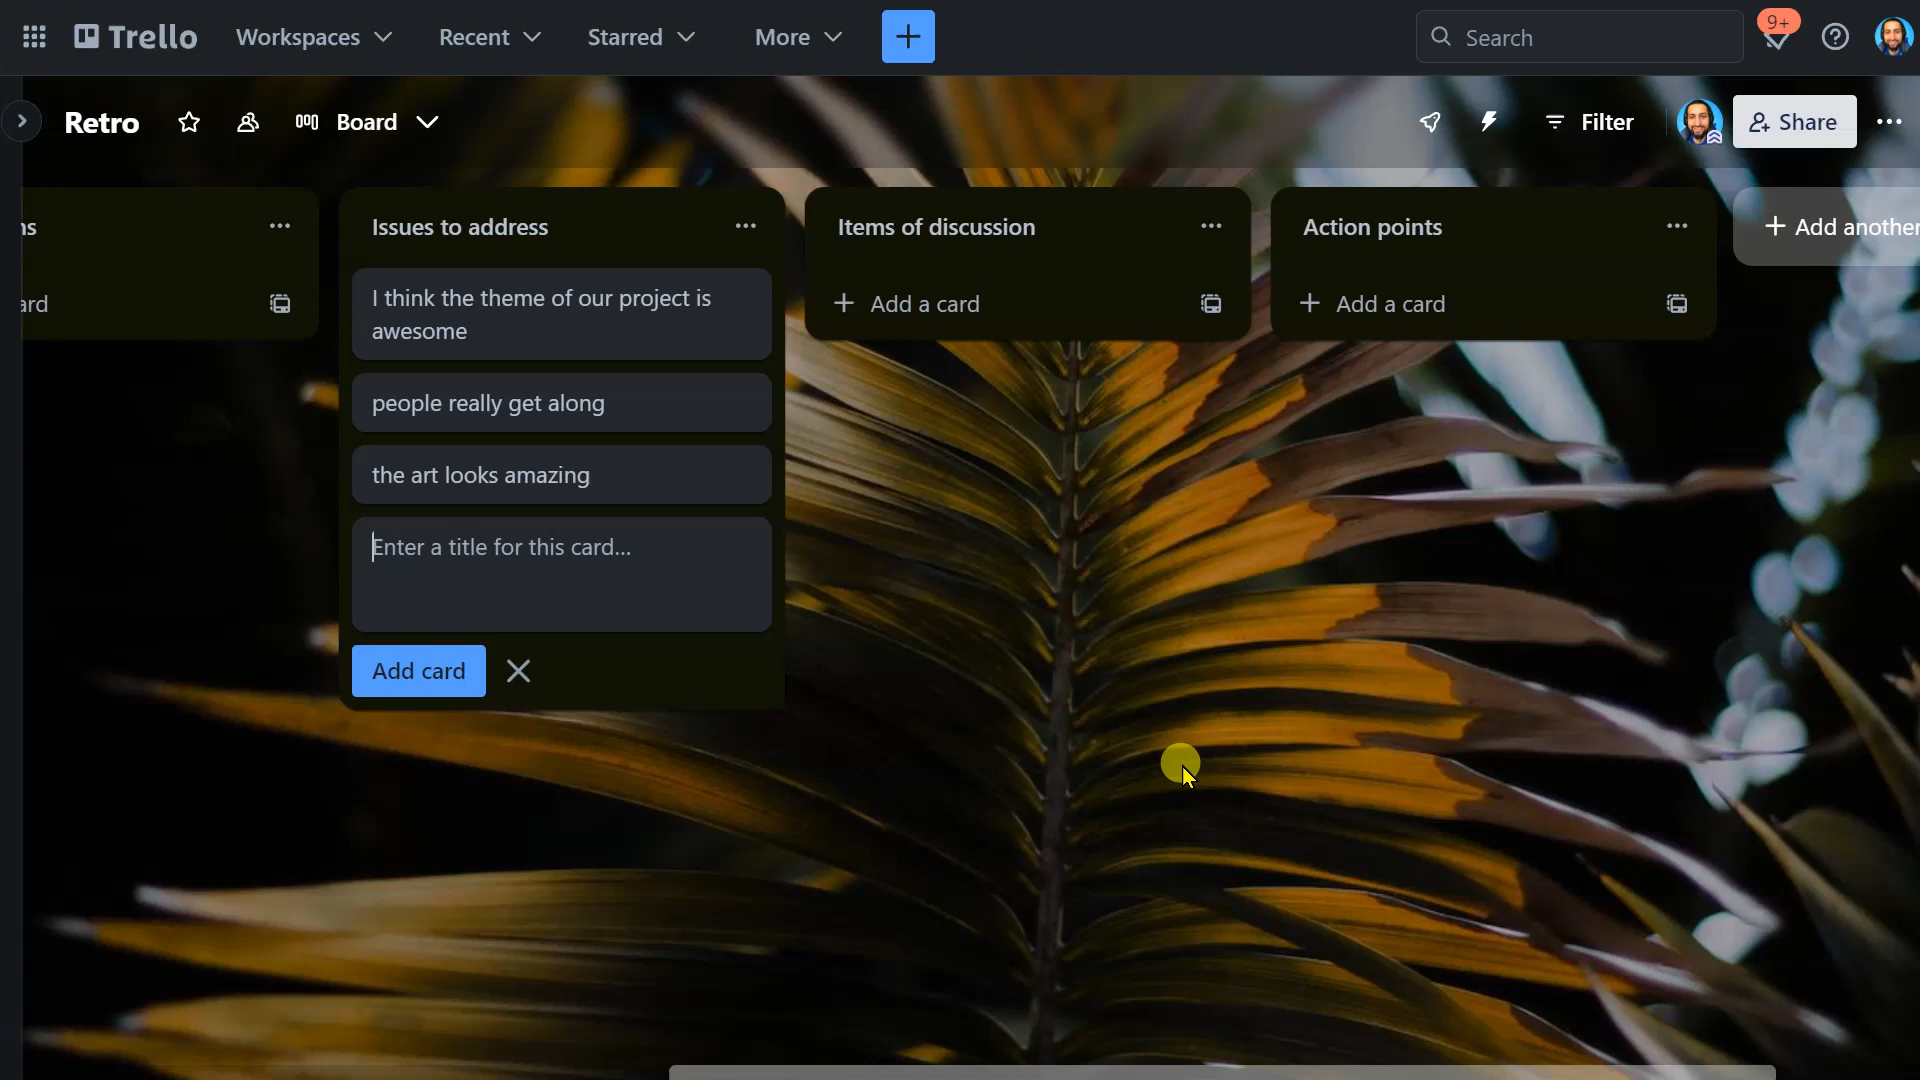 Trello
Workspaces
Recent
Starred
More
Search
9+
Retro
Board
Filter
Share
ns
ard
Issues to address
I think the theme of our project is
awesome
people really get along
the art looks amazing
Enter a title for this card...
Add card
Items of discussion
Add a card
Action points
Add a card
Add another